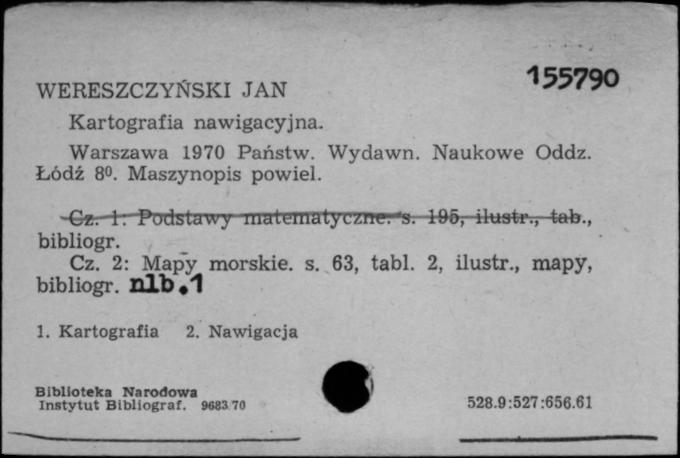 155790
WERESZCZYŃSKI JAN
Kartografia nawigacyjna.
Warszawa 1970 Państw. Wydawn. Naukowe Oddz.
Łódź 8⁰. Maszynopis powiel.
Cz. 1: Podstawy matematyczne. s. 195, ilustr., tab.,
bibliogr.
Cz. 2: Mapy morskie. s. 63, tabl. 2, ilustr., mapy,
bibliogr. nlb.1
1. Kartografia 2. Nawigacja
Biblioteka Narodowa
Instytut Bibliograf. 9683/70
528.9:527:656.61